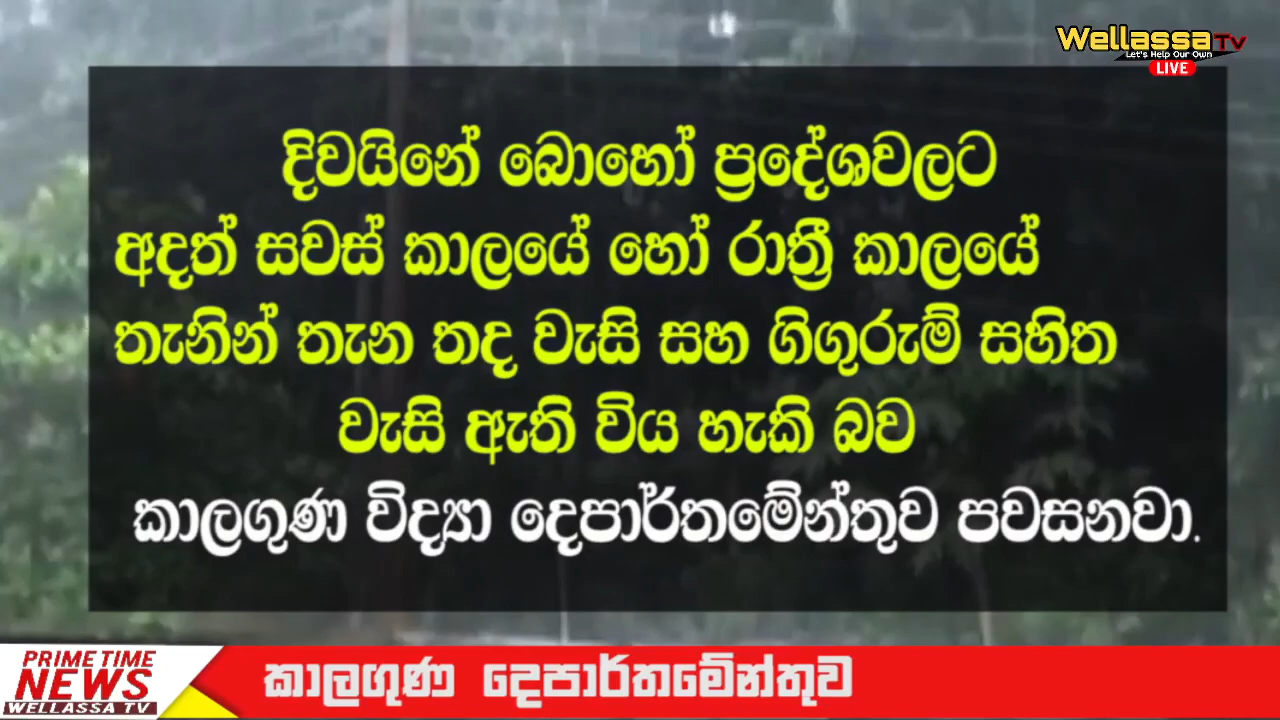 Wellassa Tv
Let's Help Our Own
LIVE
දිවයිනේ බොහෝ ප්‍රදේශවලට
අදත් සවස් කාලයේ හෝ රාත්‍රී කාලයේ
තැනින් තැන තද වැසි සහ ගිගුරුම් සහිත
වැසි ඇති විය හැකි බව
කාලගුණ විද්‍යා දෙපාර්තමේන්තුව පවසනවා.
PRIME TIME
NEWS
WELLASSA TV
කාලගුණ දෙපාර්තමේන්තුව